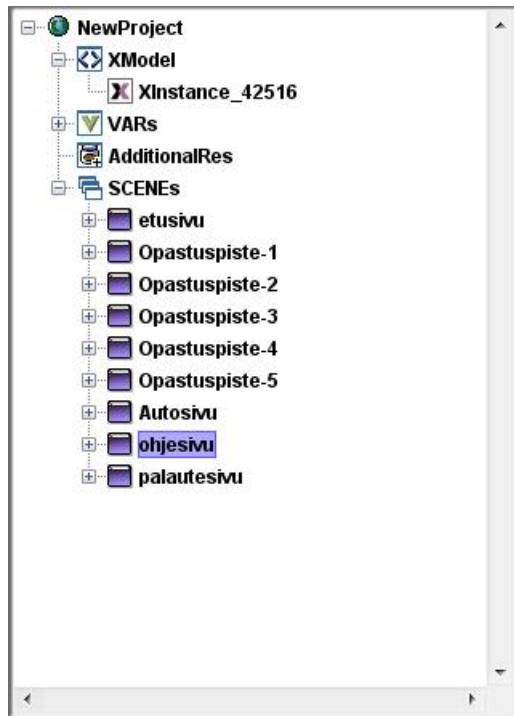 NewProject
XModel
XInstance_42516
VARs
AdditionalRes
SCENEs
etusivu
Opastuspiste-1
Opastuspiste-2
Opastuspiste-3
Opastuspiste-4
Opastuspiste-5
Autosivu
ohjesivu
palautesivu